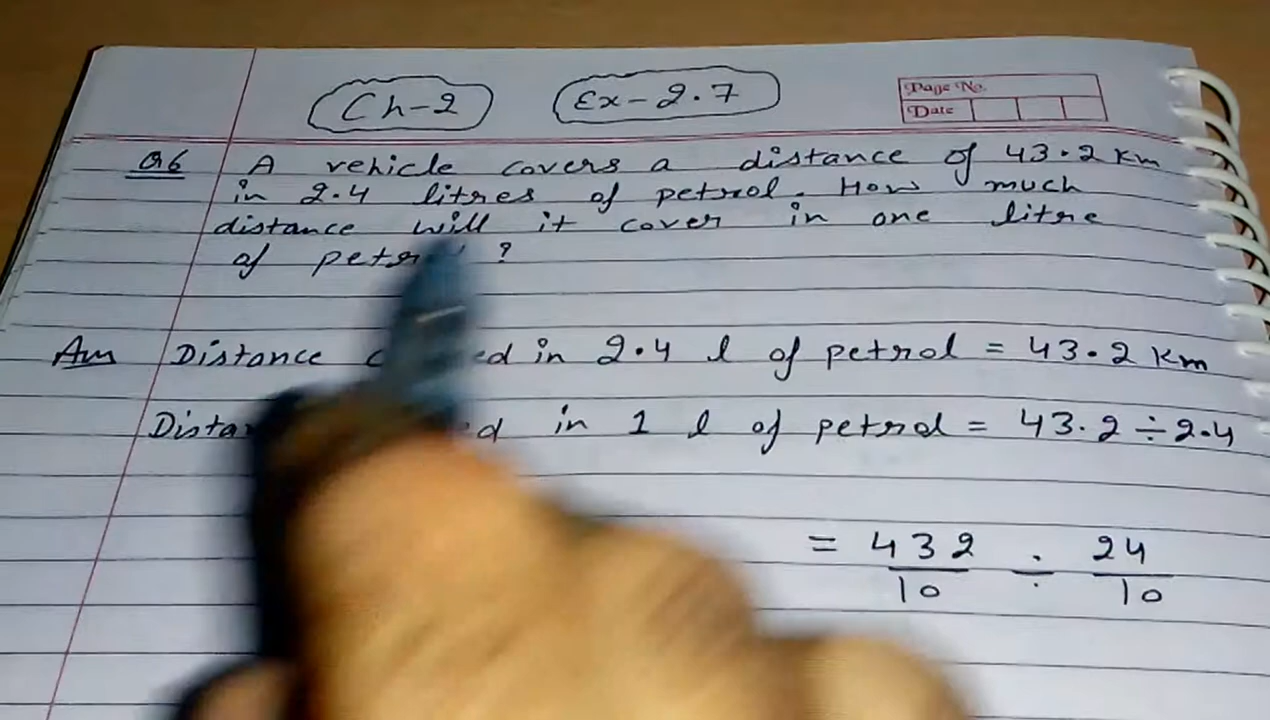 Ch-2 Ex-2.7
Page No.
Date
Q6 A vehicle covers a distance of 43.2 km
in 2.4 litres of petrol. How much
distance will it cover in one litre
of ?
Ans Distance in 2.4 l of petrol = 43.2 km
in 1 l of petrol = 43.2 ÷ 2.4
= 432/10 ÷ 24/10